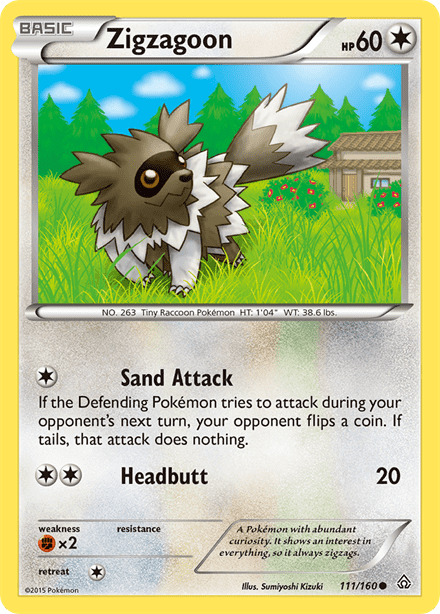 BASIC Zigzagoon HP60
NO. 263 Tiny Raccoon Pokémon HT: 1'04" WT: 38.6 lbs.
Sand Attack
If the Defending Pokémon tries to attack during your
opponent's next turn, your opponent flips a coin. If
tails, that attack does nothing.
Headbutt 20
weakness resistance
×2
retreat
A Pokémon with abundant
curiosity. It shows an interest in
everything, so it always zigzags.
©2015 Pokémon Illus. Sumiyoshi Kizuki 111/160